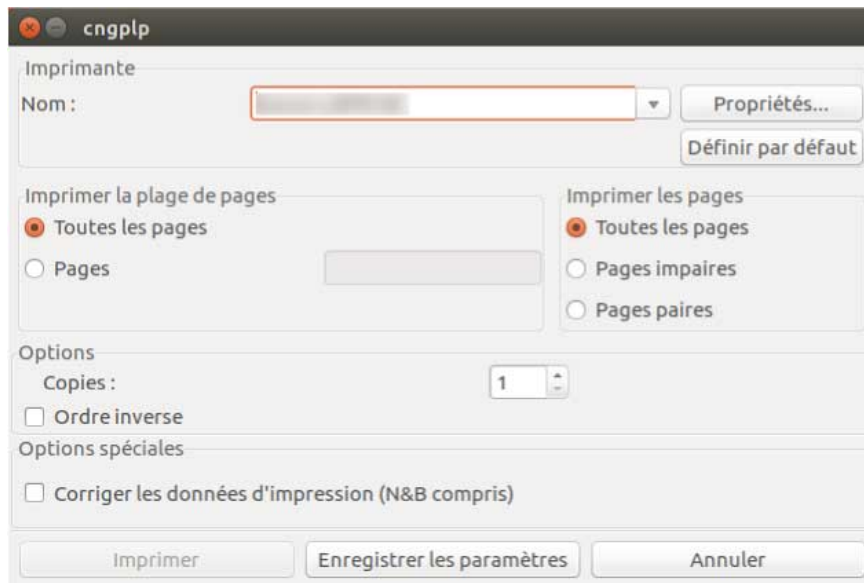 cngplp
Imprimante
Nom :
Propriétés...
Définir par défaut
Imprimer la plage de pages
Toutes les pages
Pages
Imprimer les pages
Toutes les pages
Pages impaires
Pages paires
Options
Copies :
1
Ordre inverse
Options spéciales
Corriger les données d'impression (N&B compris)
Imprimer
Enregistrer les paramètres
Annuler